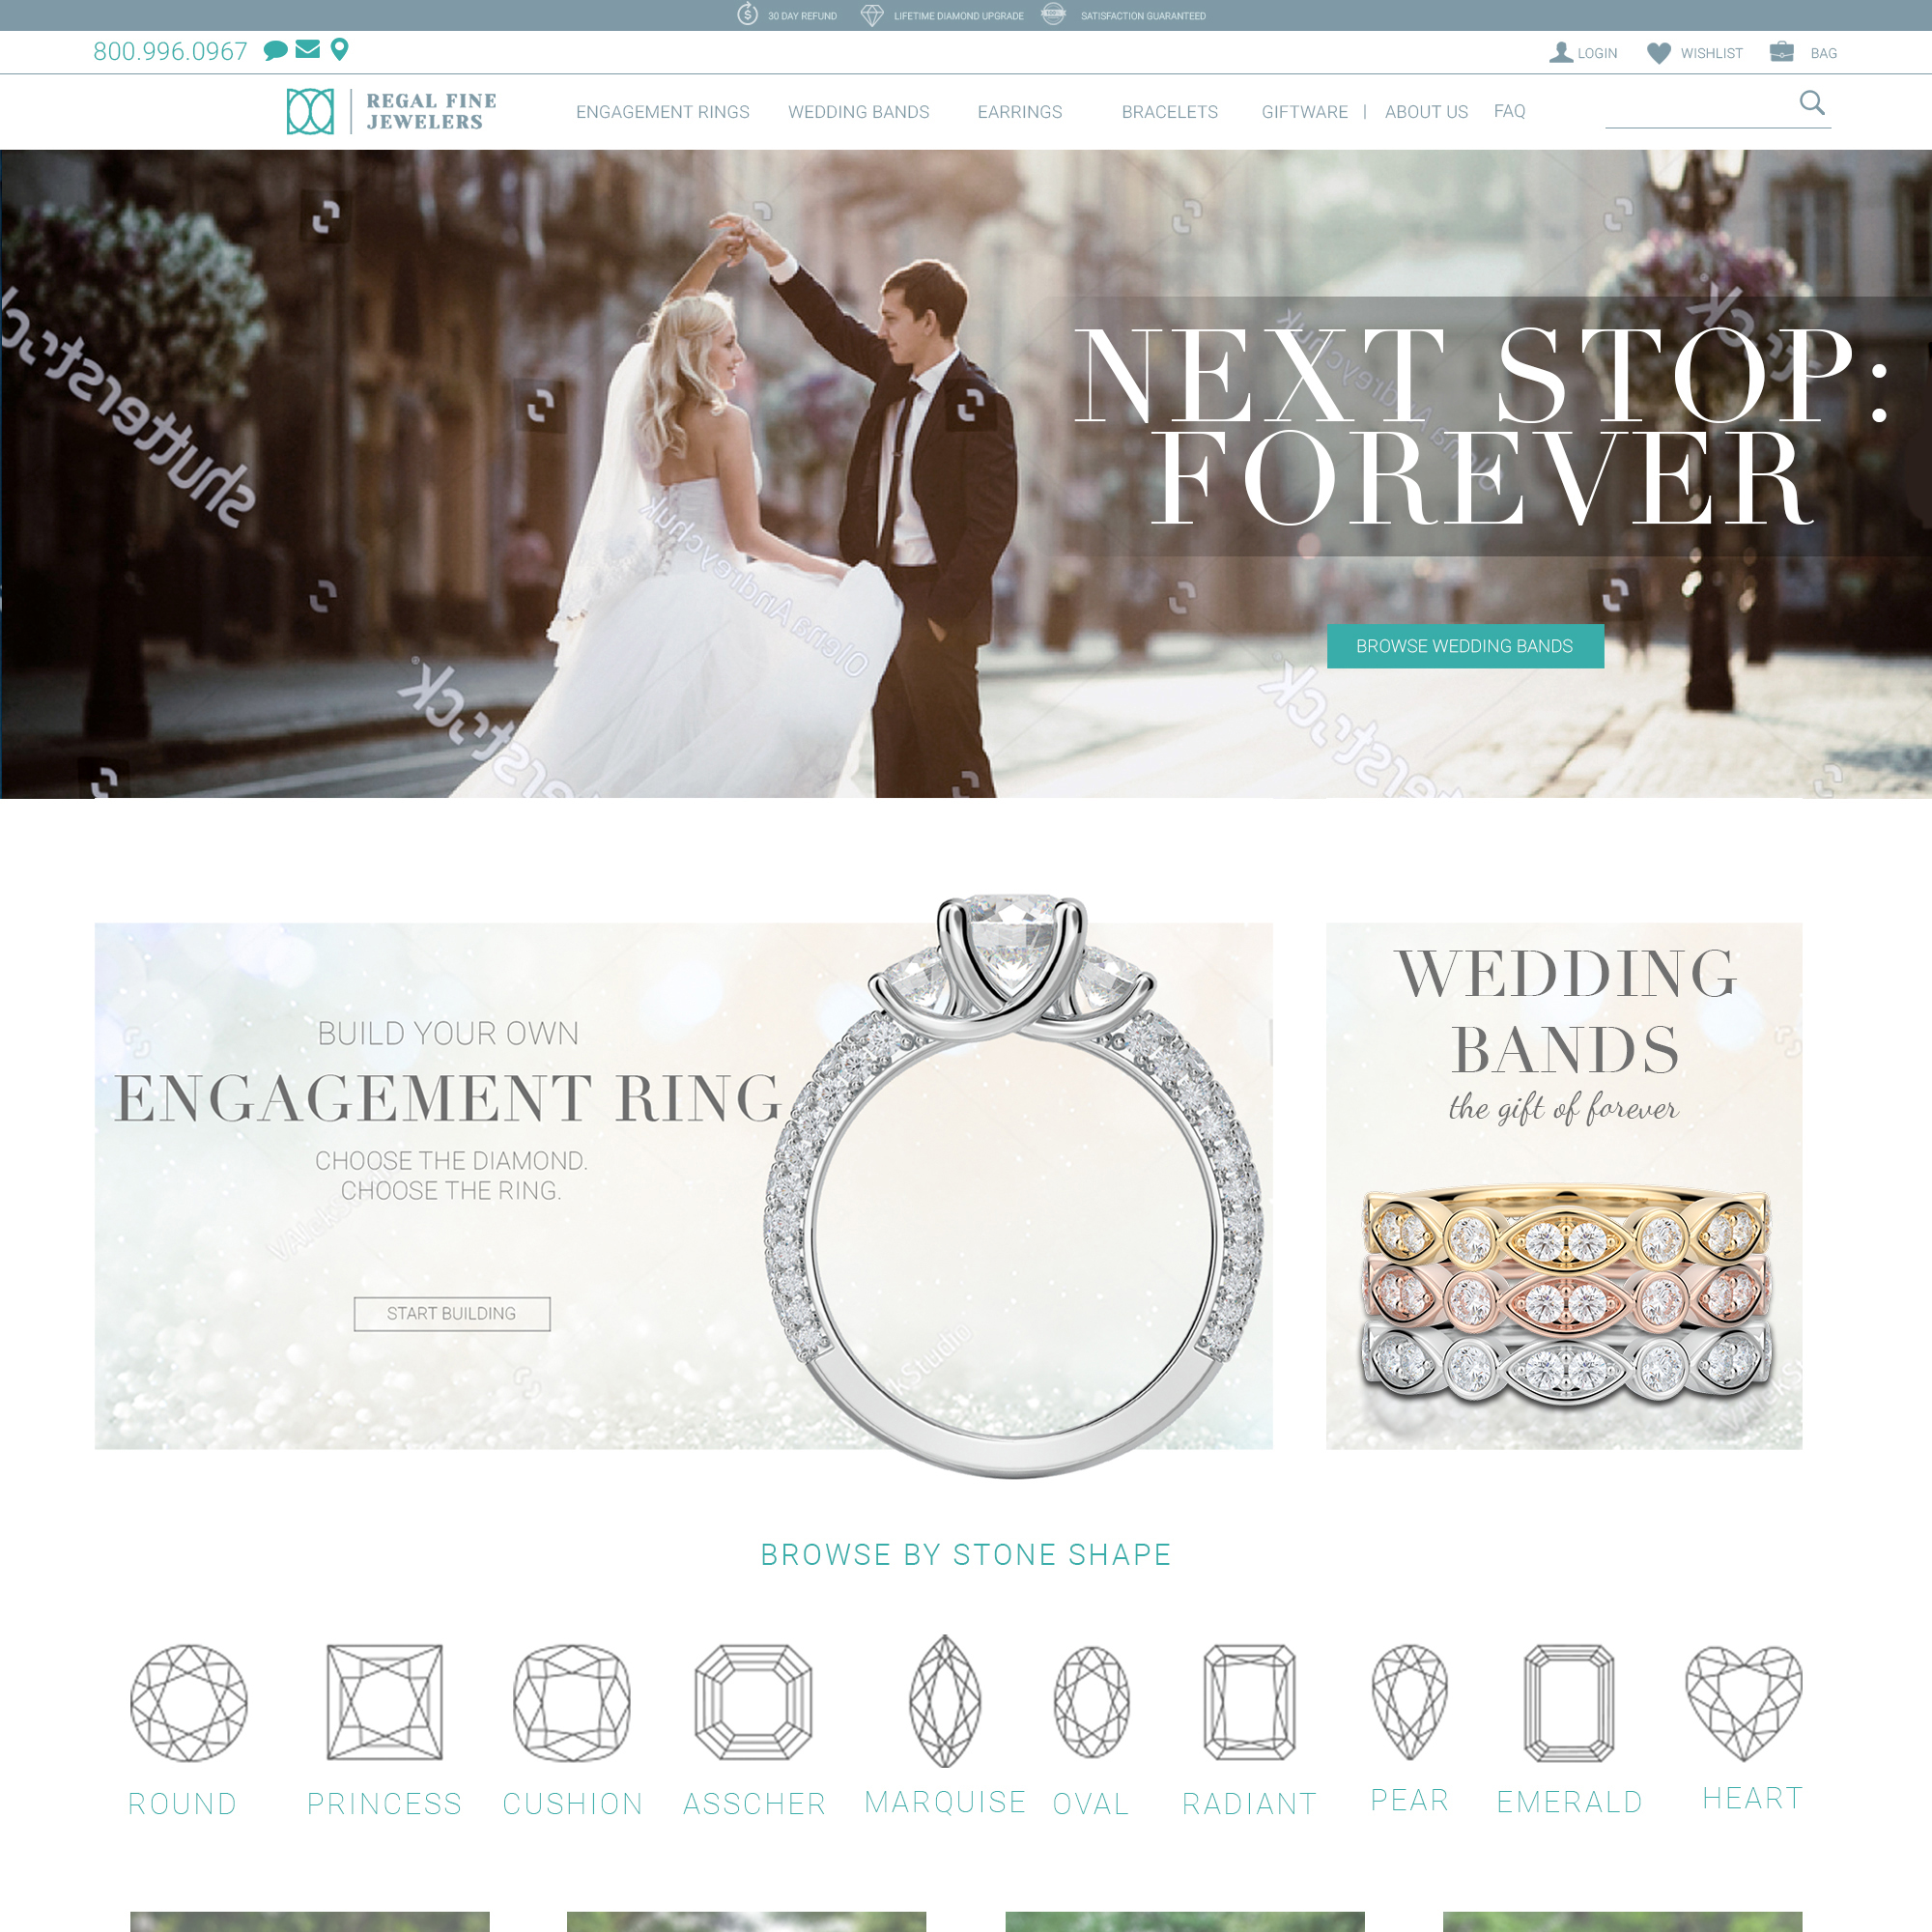 30 DAY REFUND
LIFETIME DIAMOND UPGRADE
SATISFACTION GUARANTEED
800.996.0967
LOGIN
WISHLIST
BAG
REGAL FINE
JEWELERS
ENGAGEMENT RINGS
WEDDING BANDS
EARRINGS
BRACELETS
GIFTWARE |
ABOUT US
FAQ
NEXT STOP:
FOREVER
shutterstock
Olena Andreychuk
Olena Andreychuk
BROWSE WEDDING BANDS
BUILD YOUR OWN
ENGAGEMENT RING
CHOOSE THE DIAMOND.
CHOOSE THE RING.
START BUILDING
WEDDING
BANDS
the gift of forever
BROWSE BY STONE SHAPE
ROUND
PRINCESS
CUSHION
ASSCHER
MARQUISE
OVAL
RADIANT
PEAR
EMERALD
HEART